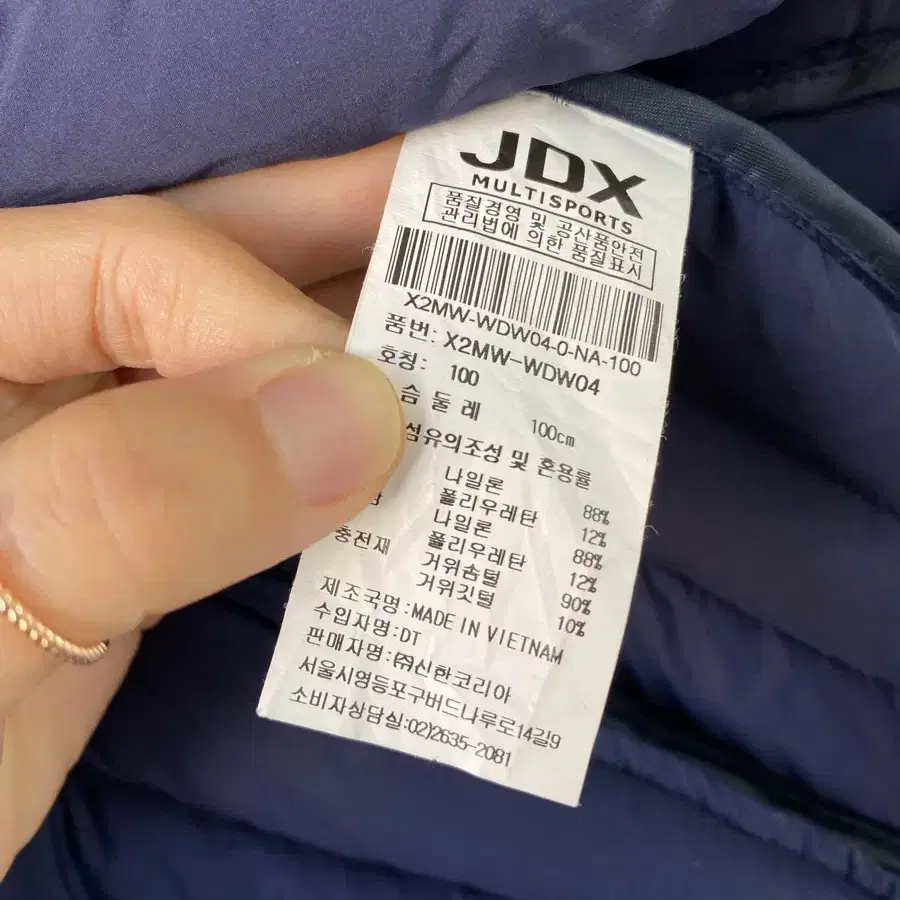 JDX
MULTISPORTS
품질경영 및 공산품안전
관리법에 의한 품질표시
X2MW-WDW04-0-NA-100
품번: X2MW-WDW04
호칭: 100
슴 둘 레 100cm
섬유의조성 및 혼용률
나일론 88%
폴리우레탄 12%
나일론 88%
폴리우레탄 12%
충전재 거위솜털 90%
거위깃털 10%
제조국명:MADE IN VIETNAM
수입자명:DT
판매자명:㈜신한코리아
서울시영등포구버드나루로14길9
소비자상담실:02)2635-2081